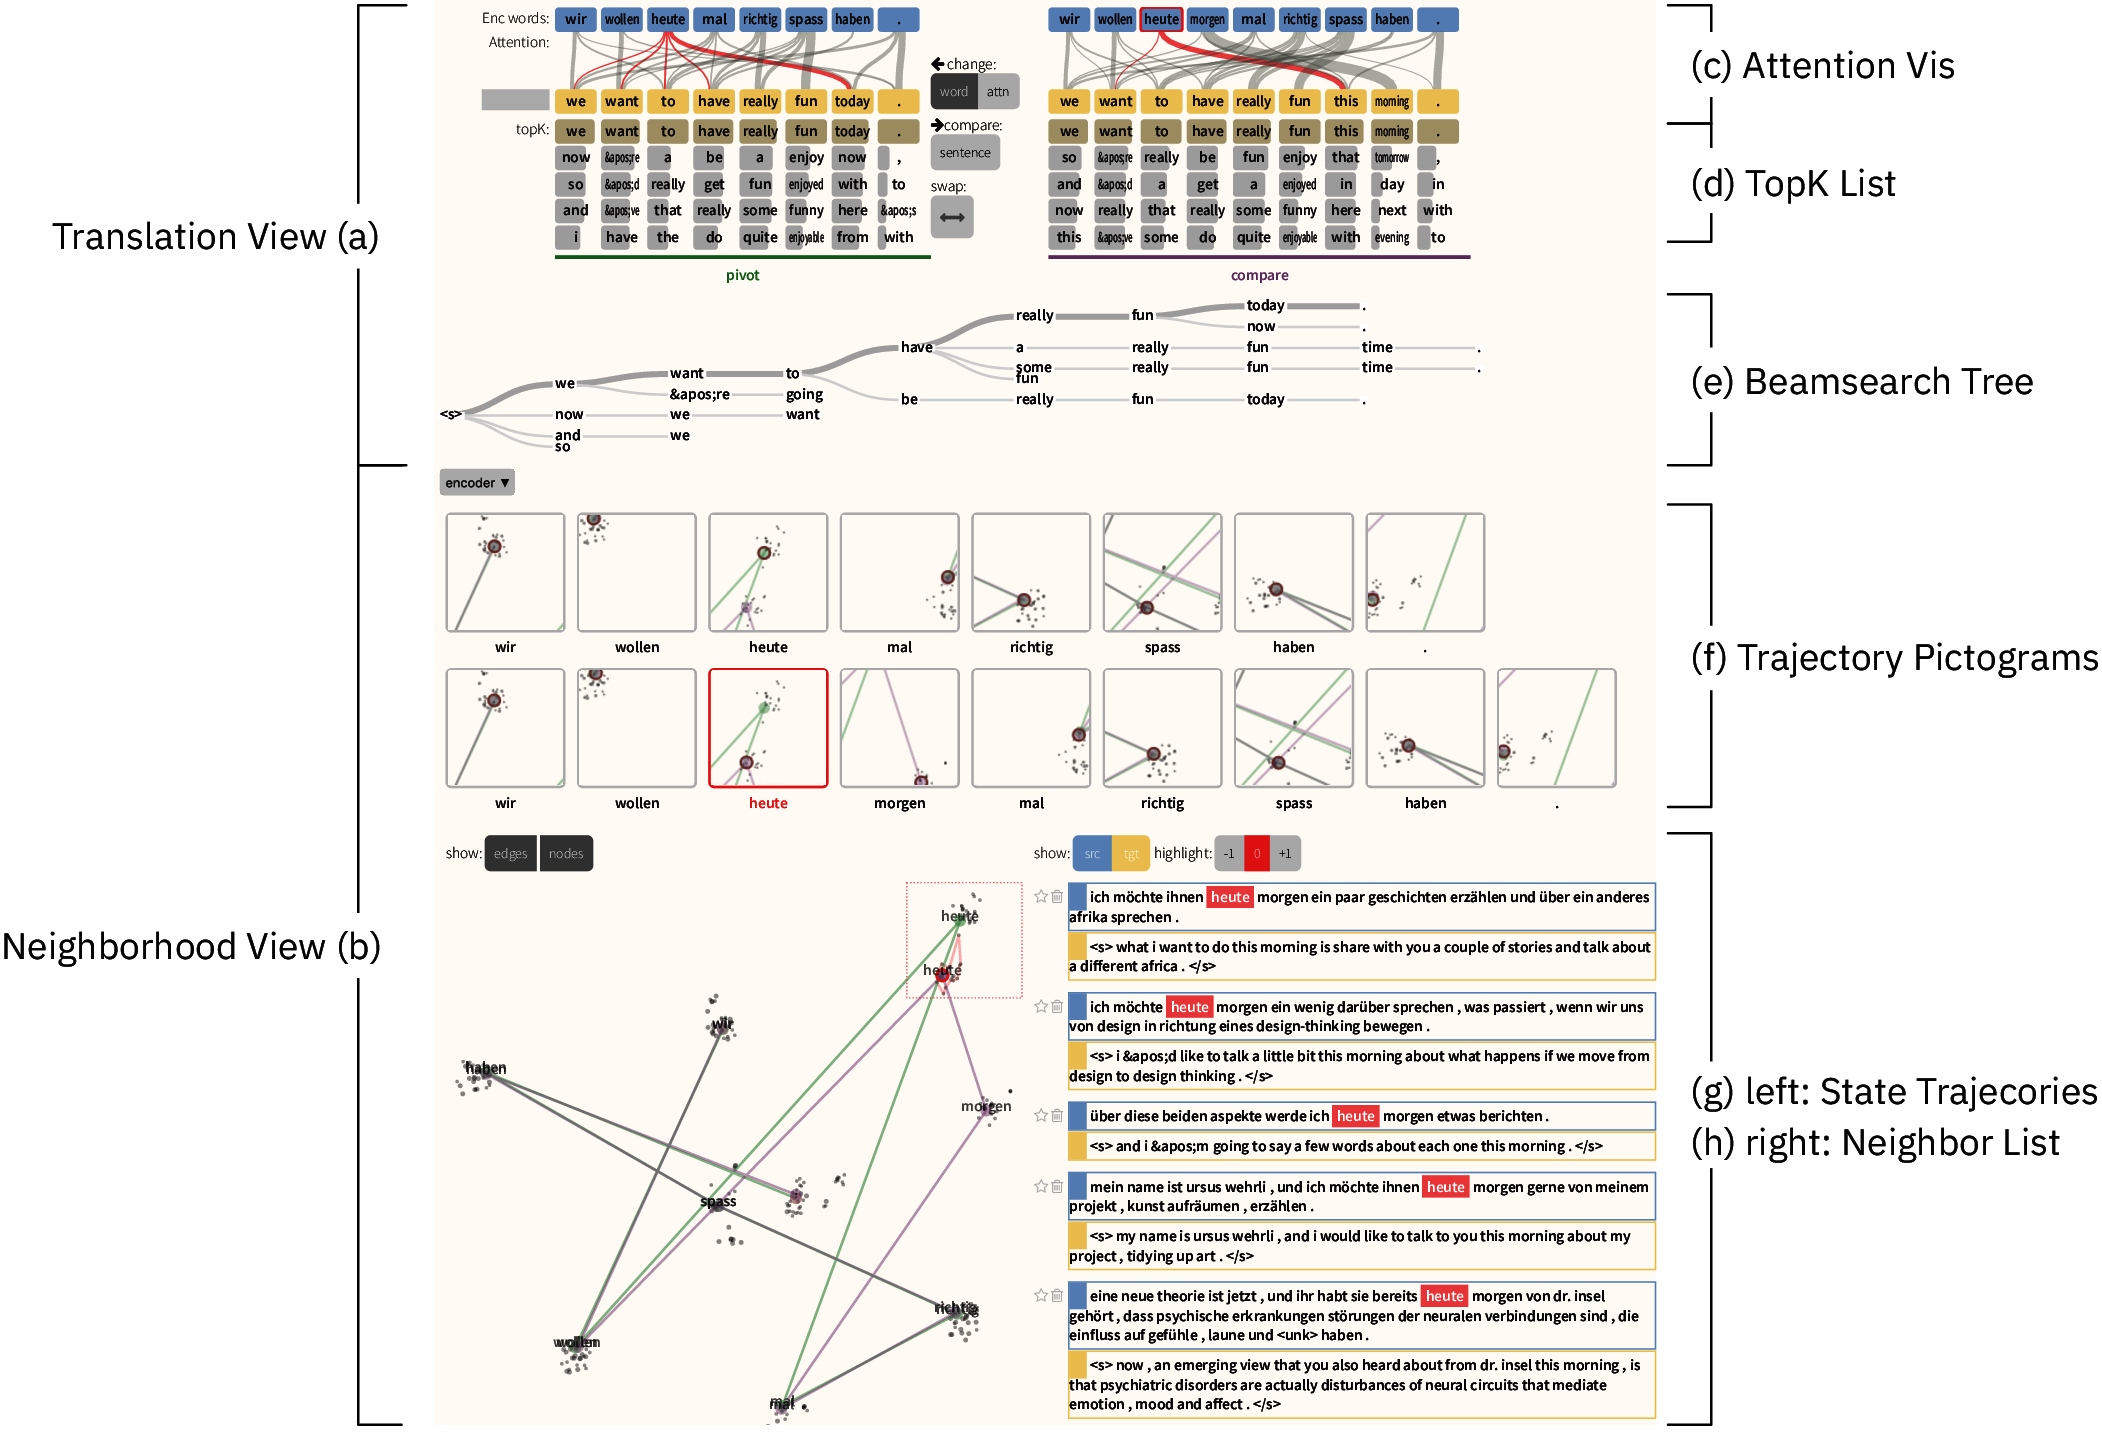 Translation View (a)
Neighborhood View (b)
(c) Attention Vis
(d) TopK List
(e) Beamsearch Tree
(f) Trajectory Pictograms
(g) left: State Trajecories
(h) right: Neighbor List
Enc words: wir wollen heute mal richtig spass haben .
Attention:
we want to have really fun today .
topK: we want to have really fun today .
now &apos;re a be a enjoy now ,
so &apos;d really get fun enjoyed with to
and &apos;ve that really some funny here &apos;s
i have the do quite enjoyable from with
pivot
change:
word attn
compare:
sentence
swap:
wir wollen heute morgen mal richtig spass haben .
we want to have really fun this morning .
we want to have really fun this morning .
so &apos;re really be fun enjoy that tomorrow ,
and &apos;d a get a enjoyed in day in
now really that really some funny here next with
this &apos;ve some do quite enjoyable with evening to
compare
today .
really fun
now .
have a really fun time .
some really fun time .
fun
want to
we
&apos;re going
be really fun today .
<s> now we want
and we
so
encoder ▼
wir wollen heute mal richtig spass haben .
wir wollen heute morgen mal richtig spass haben .
show: edges nodes
heute
heute
wir
haben
haben
morgen
spass
richtig
wollen
mal
mal
show: src tgt highlight: -1 0 +1
ich möchte ihnen heute morgen ein paar geschichten erzählen und über ein anderes
afrika sprechen .
<s> what i want to do this morning is share with you a couple of stories and talk about
a different africa . </s>
ich möchte heute morgen ein wenig darüber sprechen , was passiert , wenn wir uns
von design in richtung eines design-thinking bewegen .
<s> i &apos;d like to talk a little bit this morning about what happens if we move from
design to design thinking . </s>
über diese beiden aspekte werde ich heute morgen etwas berichten .
<s> and i &apos;m going to say a few words about each one this morning . </s>
mein name ist ursus wehrli , und ich möchte ihnen heute morgen gerne von meinem
projekt , kunst aufräumen , erzählen .
<s> my name is ursus wehrli , and i would like to talk to you this morning about my
project , tidying up art . </s>
eine neue theorie ist jetzt , und ihr habt sie bereits heute morgen von dr. insel
gehört , dass psychische erkrankungen störungen der neuralen verbindungen sind , die
einfluss auf gefühle , laune und <unk> haben .
<s> now , an emerging view that you also heard about from dr. insel this morning , is
that psychiatric disorders are actually disturbances of neural circuits that mediate
emotion , mood and affect . </s>